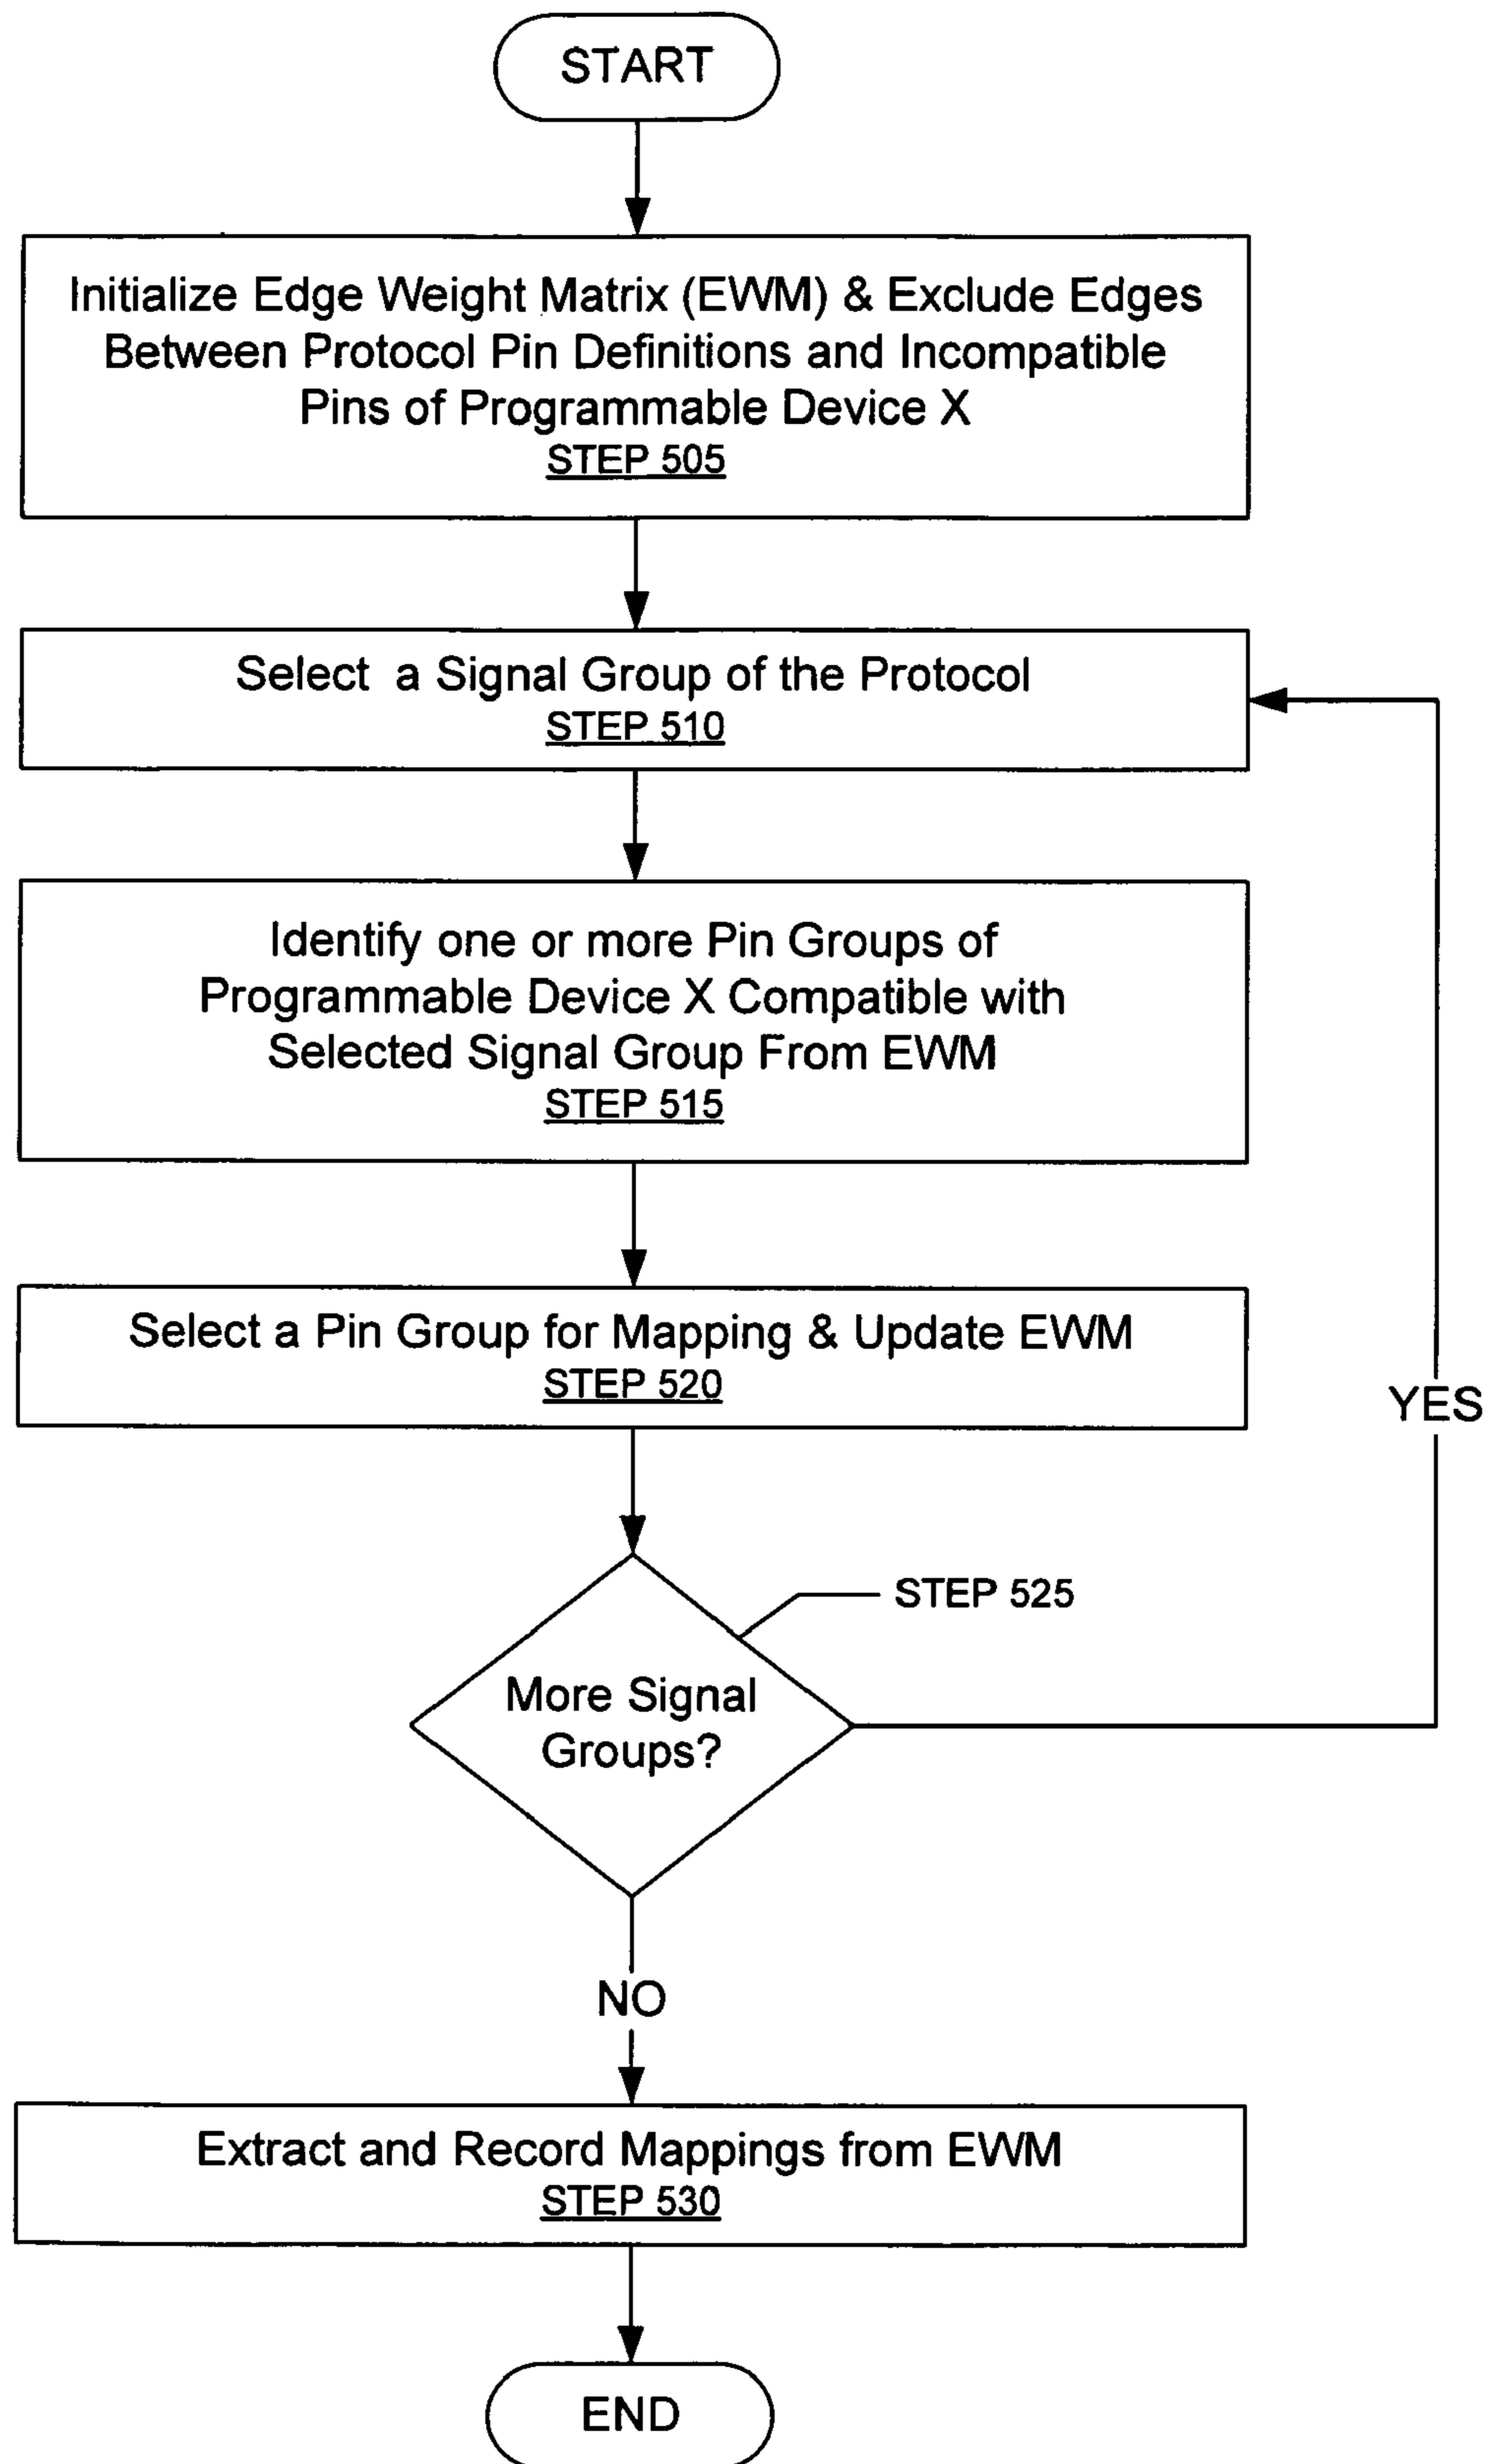 START
Initialize Edge Weight Matrix (EWM) & Exclude Edges
Between Protocol Pin Definitions and Incompatible
Pins of Programmable Device X
STEP 505
Select a Signal Group of the Protocol
STEP 510
Identify one or more Pin Groups of
Programmable Device X Compatible with
Selected Signal Group From EWM
STEP 515
Select a Pin Group for Mapping & Update EWM
STEP 520
YES
STEP 525
More Signal
Groups?
NO
Extract and Record Mappings from EWM
STEP 530
END